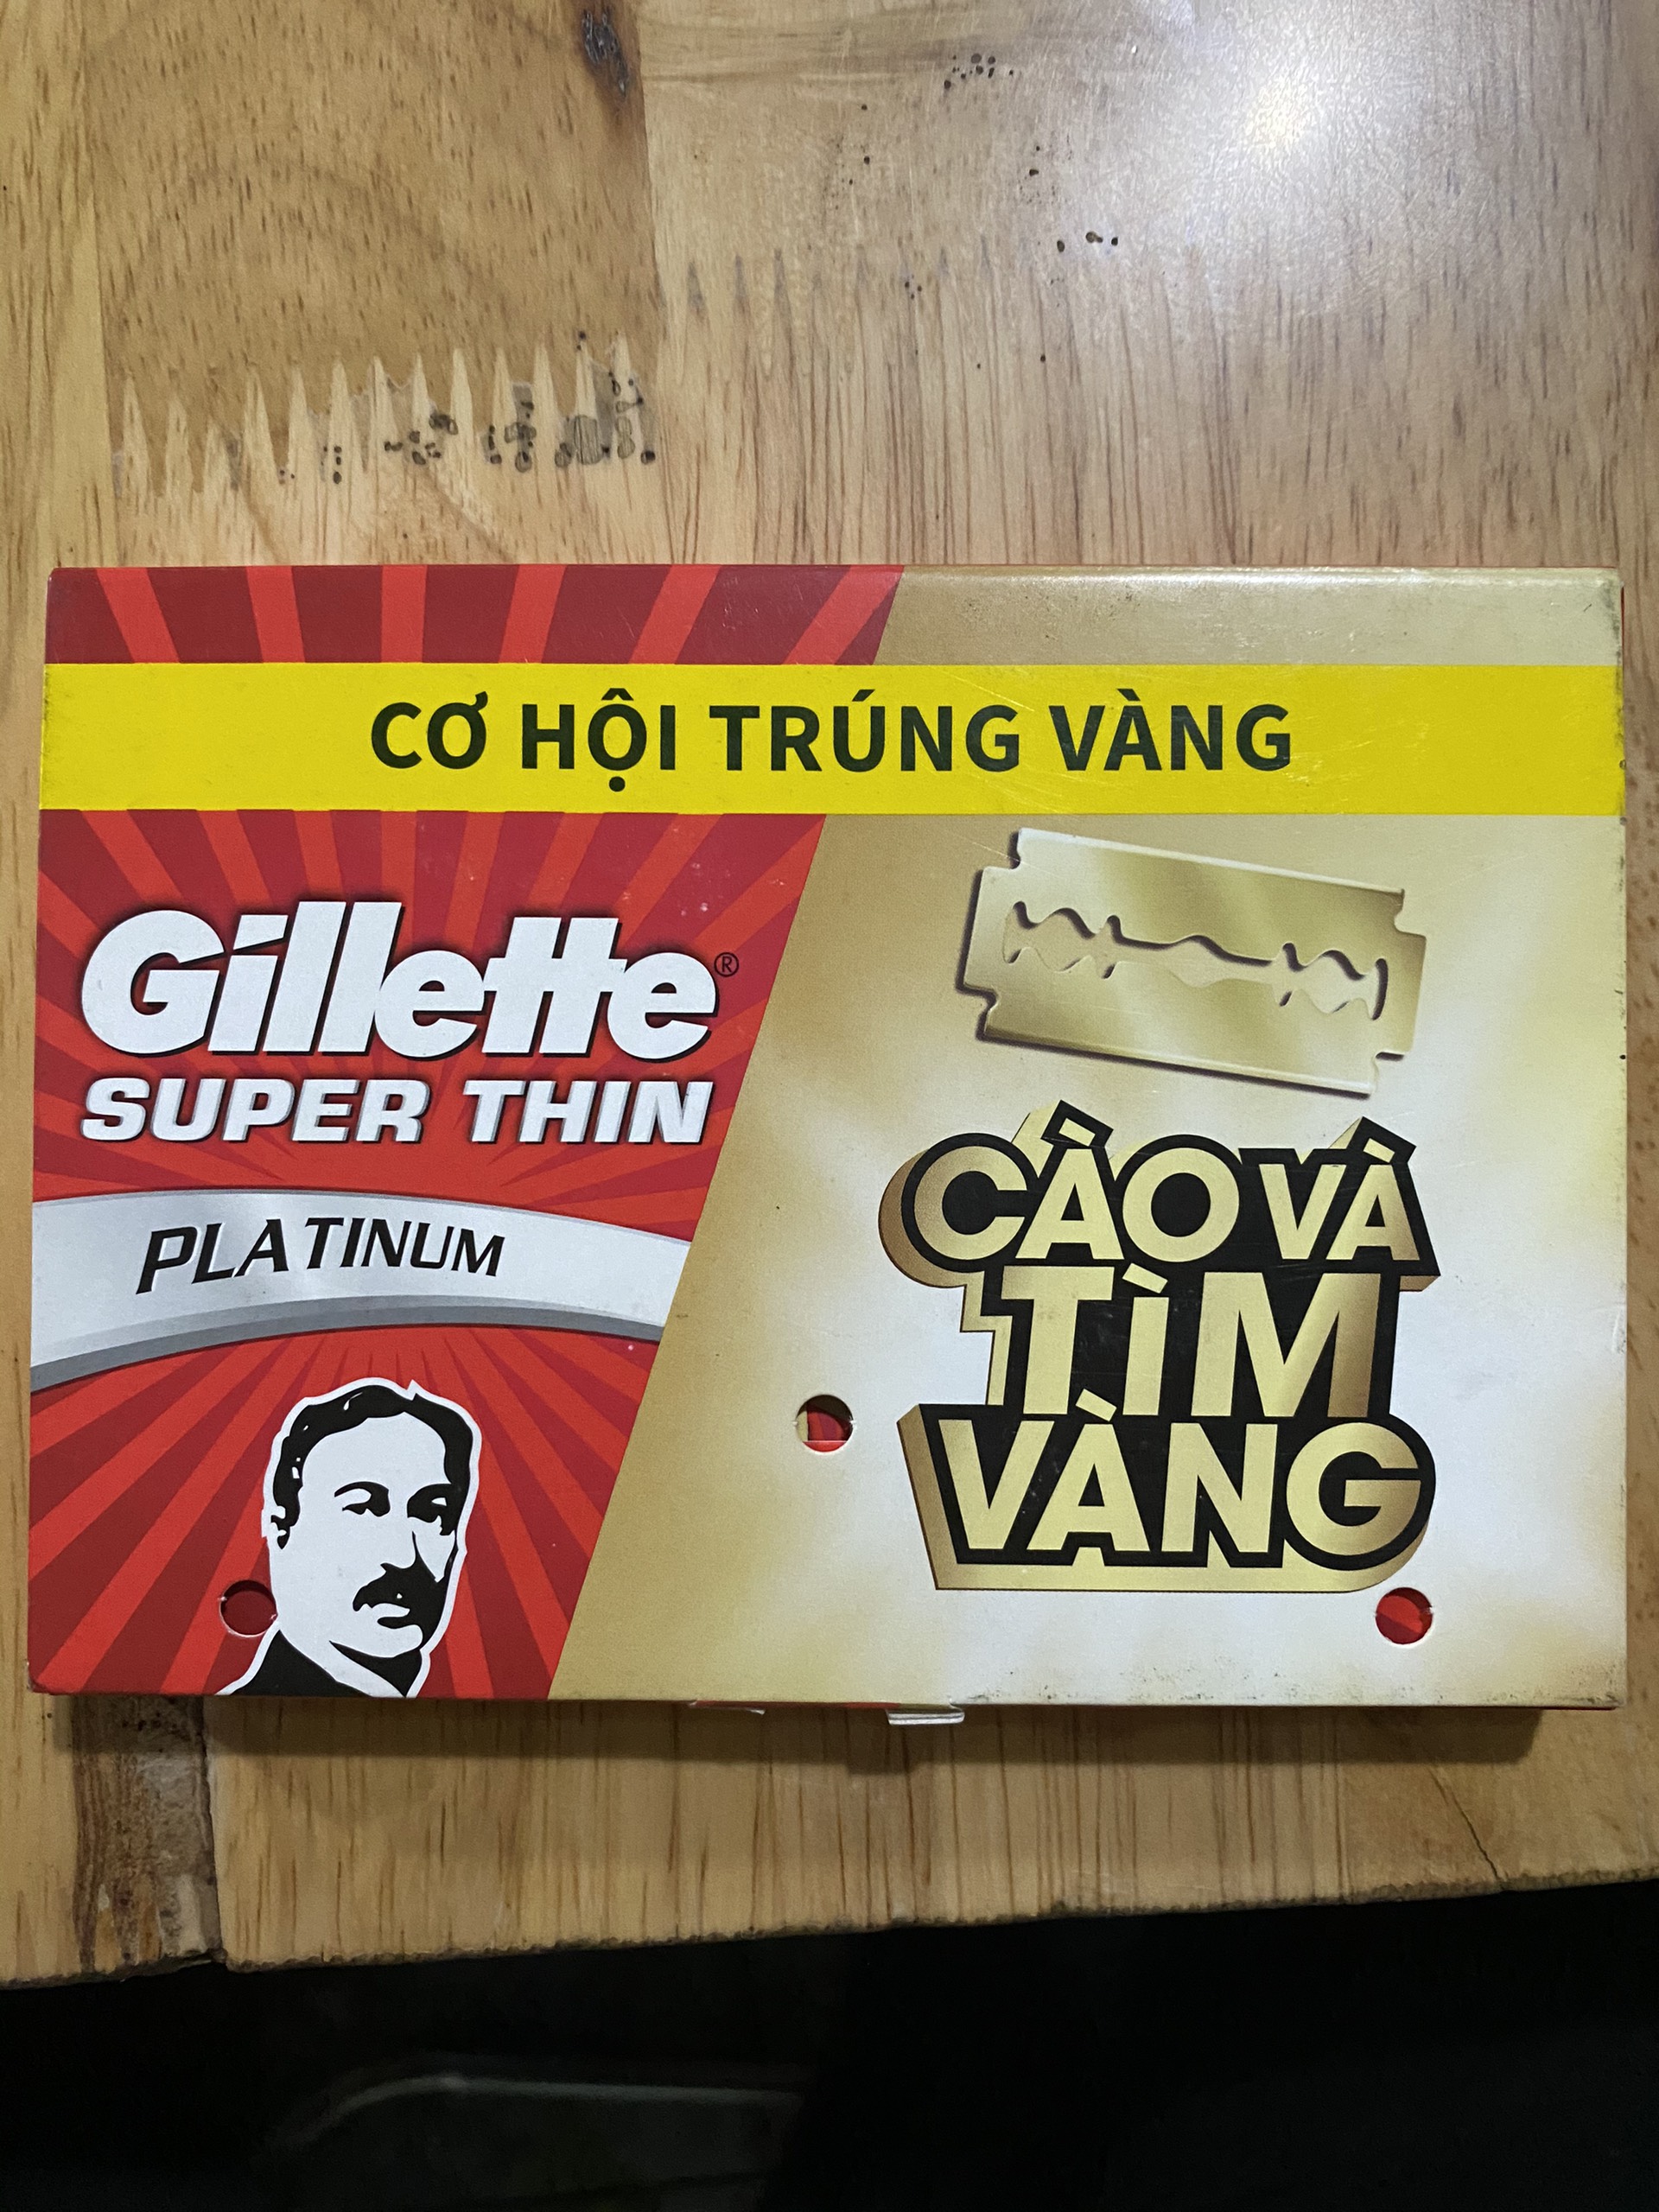 CƠ HỘI TRÚNG VÀNG
Gillette®
SUPER THIN
PLATINUM
CÀO VÀ
TÌM
VÀNG